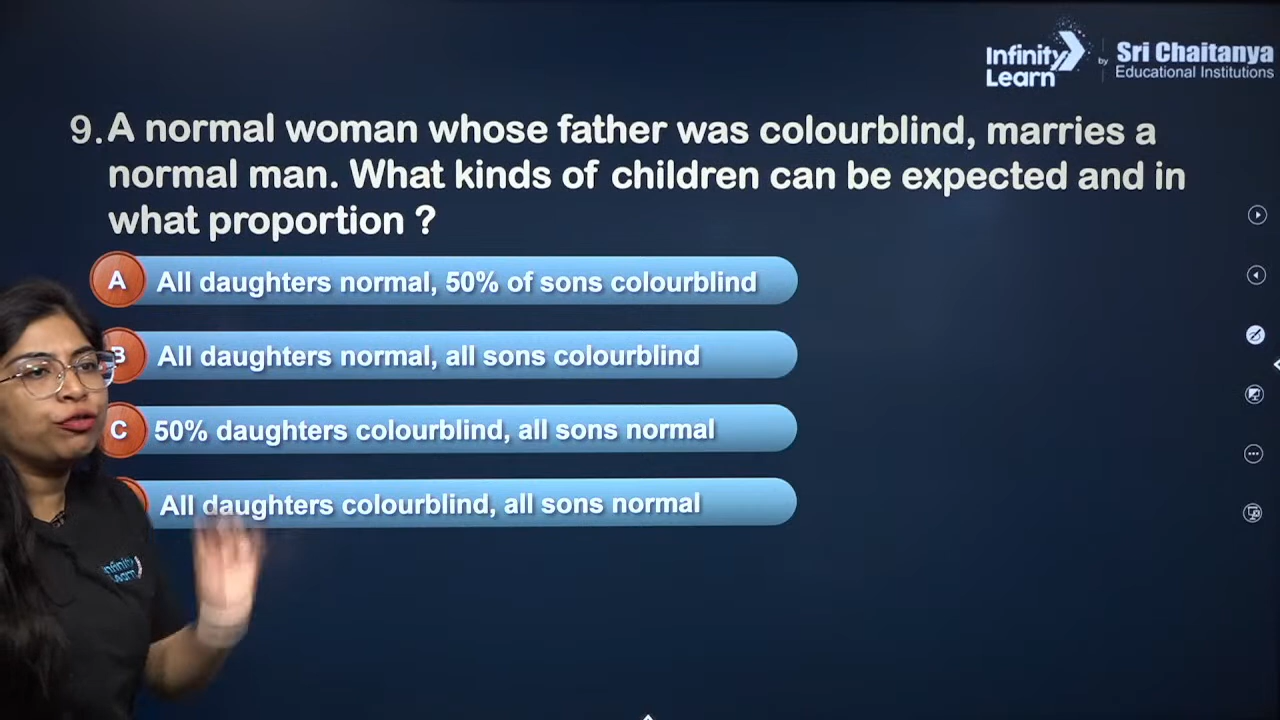 Infinity Learn
by
Sri Chaitanya
Educational Institutions
9. A normal woman whose father was colourblind, marries a
normal man. What kinds of children can be expected and in
what proportion ?
A All daughters normal, 50% of sons colourblind
B All daughters normal, all sons colourblind
C 50% daughters colourblind, all sons normal
All daughters colourblind, all sons normal
Infinity
Learn